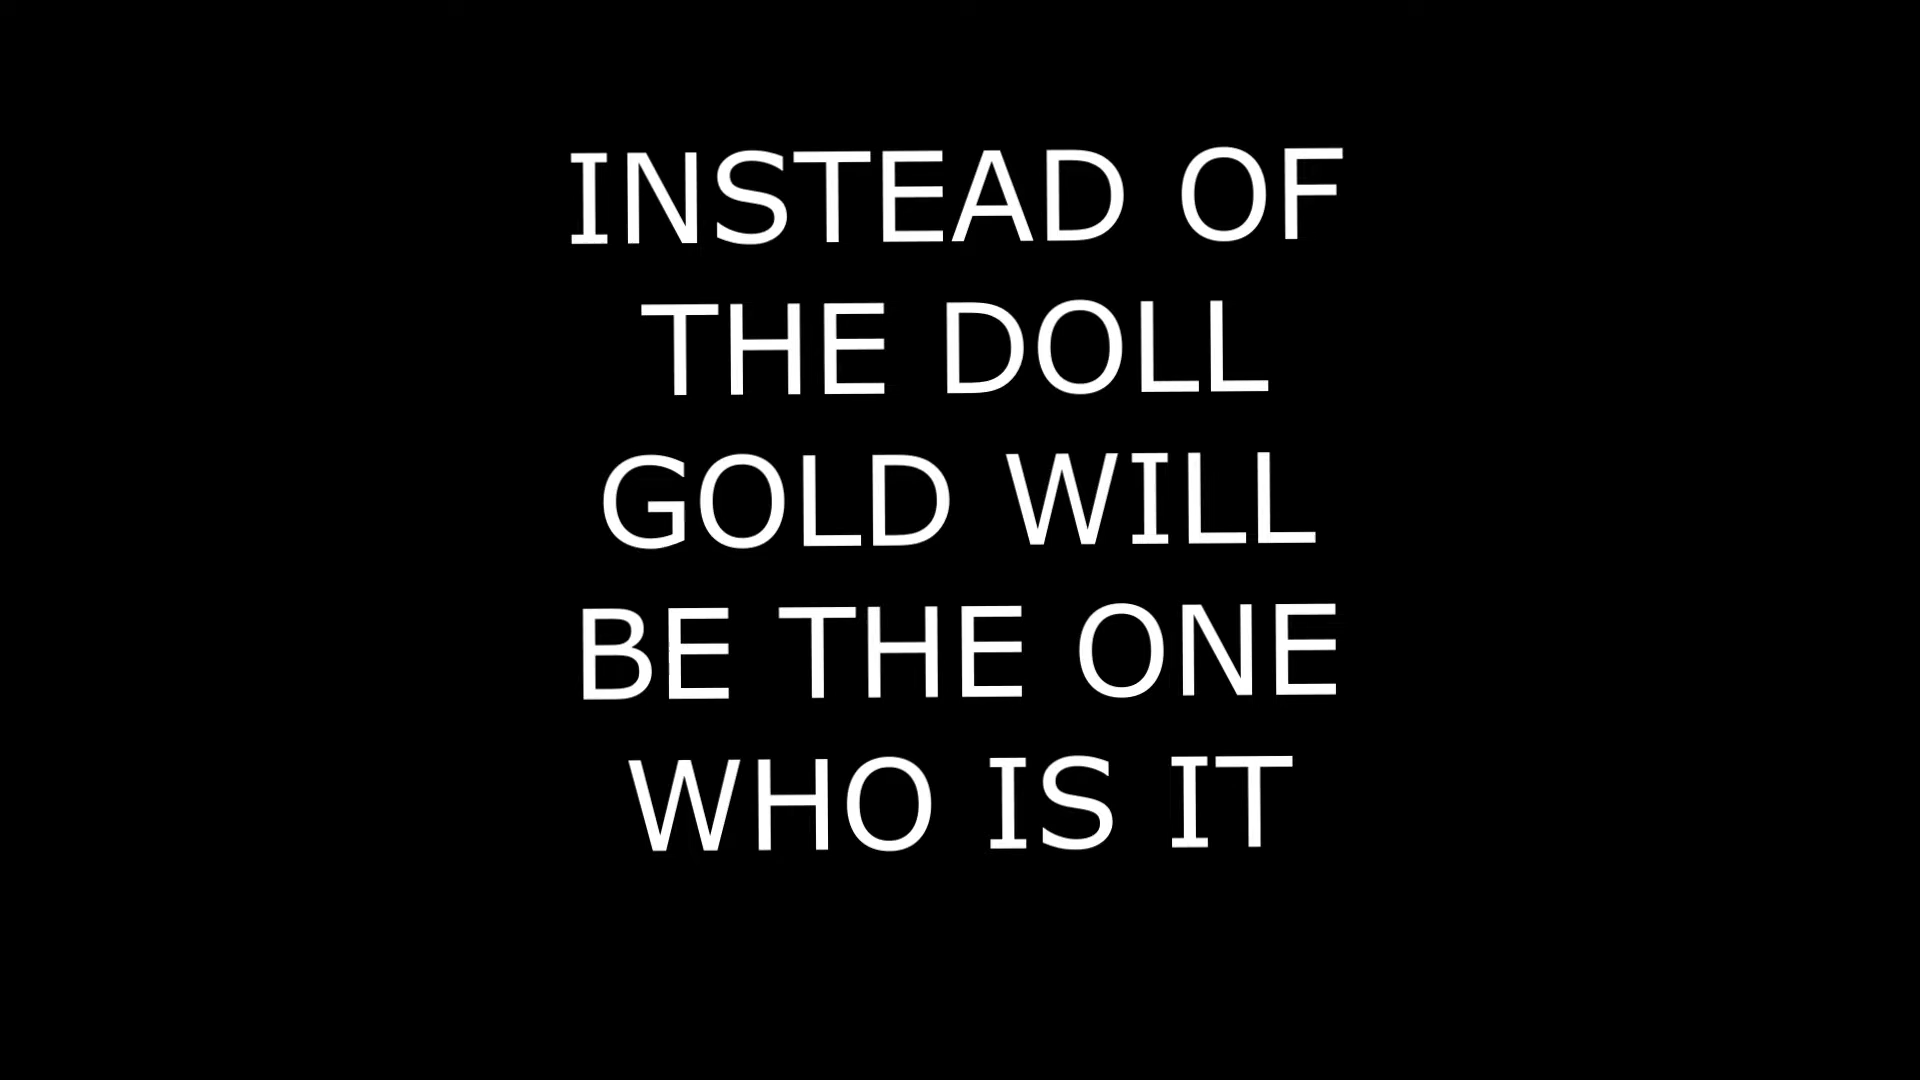 INSTEAD OF
THE DOLL
GOLD WILL
BE THE ONE
WHO IS IT